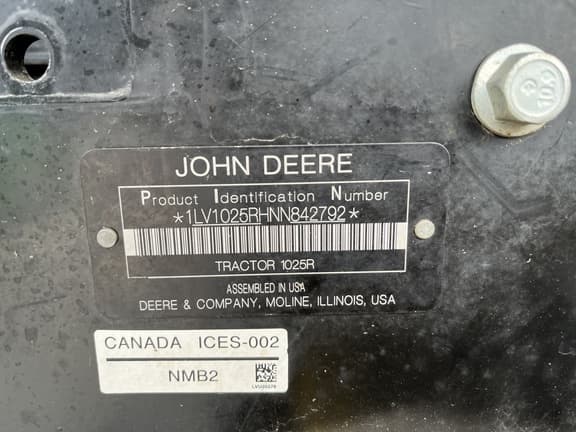 JOHN DEERE
Product Identification Number
*1LV1025RHNN842792*
TRACTOR 1025R
ASSEMBLED IN USA
DEERE & COMPANY, MOLINE, ILLINOIS, USA
CANADA ICES-002
NMB2